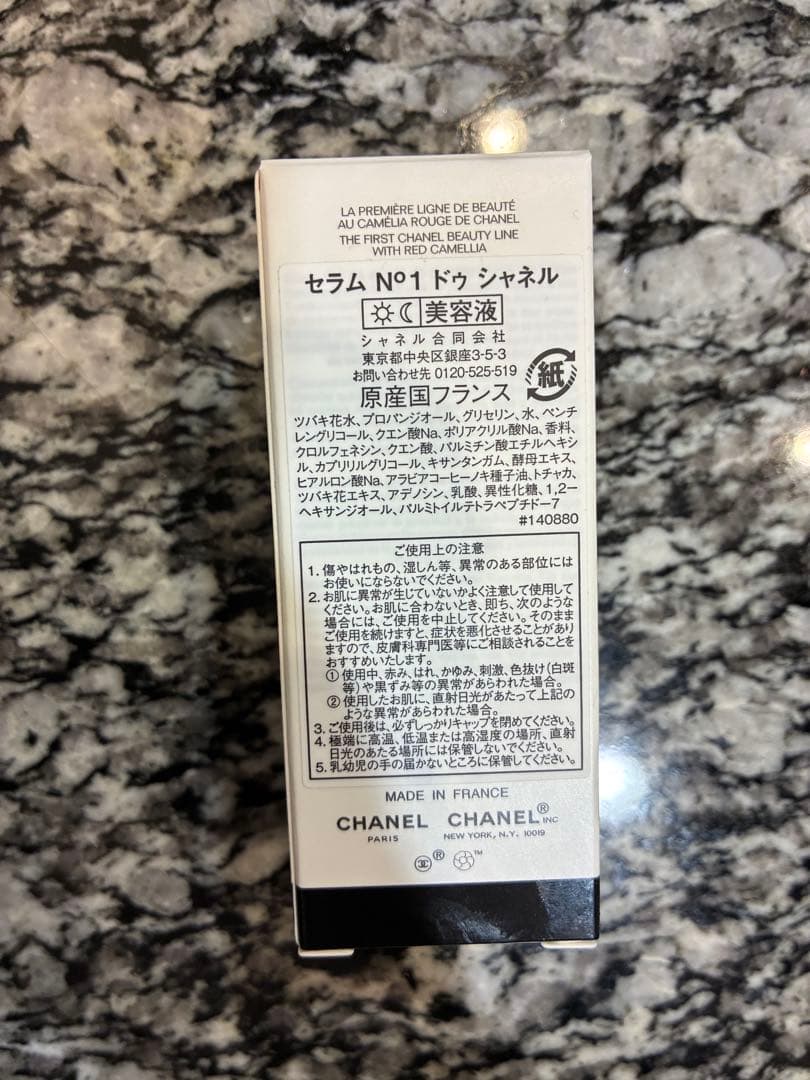 LA PREMIÈRE LIGNE DE BEAUTÉ
AU CAMÉLIA ROUGE DE CHANEL
THE FIRST CHANEL BEAUTY LINE
WITH RED CAMELLIA
セラム Nº1 ドゥ シャネル
美容液
シャネル合同会社
東京都中央区銀座3-5-3
お問い合わせ先 0120-525-519
紙
原産国フランス
ツバキ花水、プロパンジオール、グリセリン、水、ペンチ
レングリコール、クエン酸Na、ポリアクリル酸Na、香料、
クロルフェネシン、クエン酸、パルミチン酸エチルヘキシ
ル、カプリリルグリコール、キサンタンガム、酵母エキス、
ヒアルロン酸Na、アラビアコーヒーノキ種子油、トチャカ、
ツバキ花エキス、アデノシン、乳酸、異性化糖、1,2-
ヘキサンジオール、パルミトイルテトラペプチド-7
#140880
ご使用上の注意
1. 傷やはれもの、湿しん等、異常のある部位には
お使いにならないでください。
2. お肌に異常が生じていないかよく注意して使用して
ください。お肌に合わないとき、即ち、次のような
場合には、ご使用を中止してください。そのまま
ご使用を続けますと、症状を悪化させることがあり
ますので、皮膚科専門医等にご相談されることを
おすすめいたします。
① 使用中、赤み、はれ、かゆみ、刺激、色抜け(白斑
等)や黒ずみ等の異常があらわれた場合。
② 使用したお肌に、直射日光があたって上記の
ような異常があらわれた場合。
3. ご使用後は、必ずしっかりキャップを閉めてください。
4. 極端に高温、低温または高湿度の場所、直射
日光のあたる場所には保管しないでください。
5. 乳幼児の手の届かないところに保管してください。
MADE IN FRANCE
CHANEL CHANEL® INC
PARIS NEW YORK, N.Y. 10019
® ™